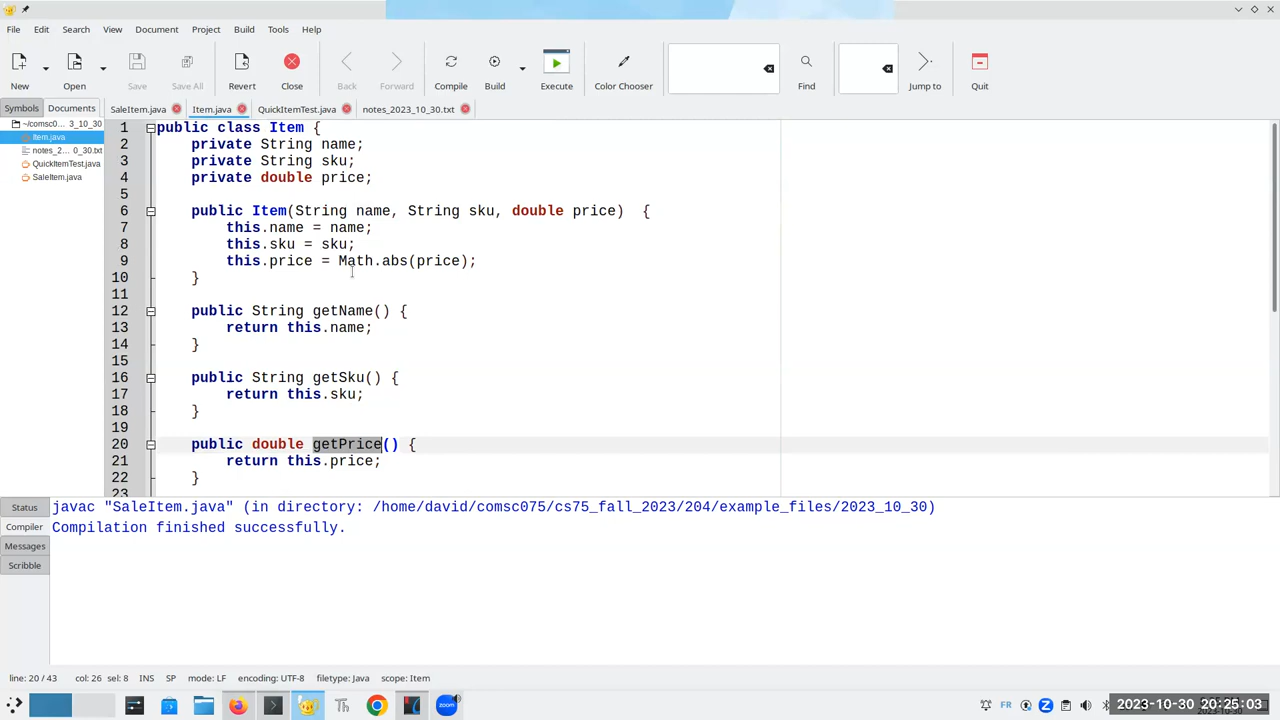 File Edit Search View Document Project Build Tools Help
New Open Save Save All Revert Close Back Forward Compile Build Execute Color Chooser Find Jump to Quit
Symbols Documents SaleItem.java Item.java QuickItemTest.java notes_2023_10_30.txt
~/comsc0... 3_10_30
Item.java
notes_2... 0_30.txt
QuickItemTest.java
SaleItem.java
1 public class Item {
2 private String name;
3 private String sku;
4 private double price;
5
6 public Item(String name, String sku, double price) {
7 this.name = name;
8 this.sku = sku;
9 this.price = Math.abs(price);
10 }
11
12 public String getName() {
13 return this.name;
14 }
15
16 public String getSku() {
17 return this.sku;
18 }
19
20 public double getPrice() {
21 return this.price;
22 }
23
Status
Compiler
Messages
Scribble
javac "SaleItem.java" (in directory: /home/david/comsc075/cs75_fall_2023/204/example_files/2023_10_30)
Compilation finished successfully.
line: 20 / 43 col: 26 sel: 8 INS SP mode: LF encoding: UTF-8 filetype: Java scope: Item
zoom FR 2023-10-30 20:25:03